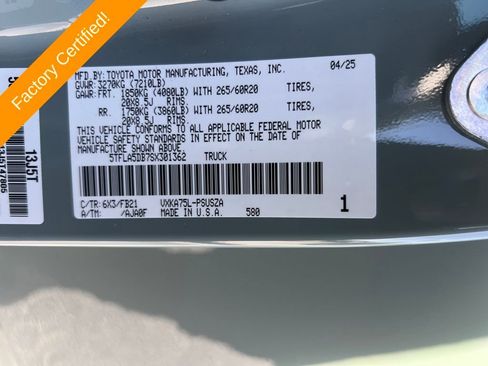 Factory Certified!
MFD. BY: TOYOTA MOTOR MANUFACTURING, TEXAS, INC. 04/25
GVWR: 3270KG (7210LB)
GAWR: FRT. 1850KG (4080LB) WITH 265/60R20 TIRES,
20X8.5J RIMS.
RR. 1750KG (3860LB) WITH 265/60R20 TIRES,
20X8.5J RIMS.
THIS VEHICLE CONFORMS TO ALL APPLICABLE FEDERAL MOTOR
VEHICLE SAFETY STANDARDS IN EFFECT ON THE DATE OF
MANUFACTURE SHOWN ABOVE.
5TFLA5DB7SX301362 TRUCK
C/TR: 6X3/FB21 VXKA75L-PSUSZA
A/TM: /AJA0F MADE IN U.S.A. 580
1
13J5T